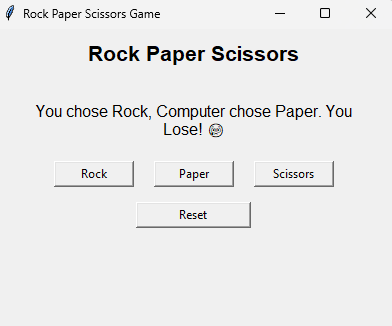 Rock Paper Scissors Game
Rock Paper Scissors
You chose Rock, Computer chose Paper. You
Lose! 😭
Rock Paper Scissors
Reset